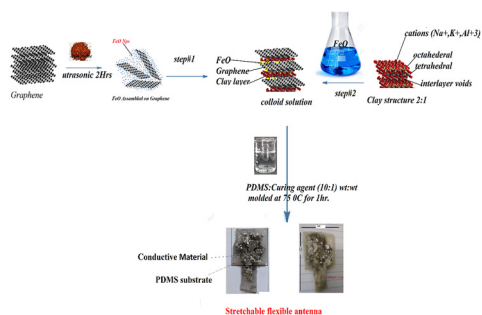 Graphene
utrasonic 2Hrs
FeO Nps
FeO Assembled on Graphene
step#1
FeO
Graphene
Clay layer
colloid solution
FeO
step#2
cations (Na+,K+,Al+3)
octahederal
tetrahedral
interlayer voids
Clay structure 2:1
PDMS:Curing agent (10:1) wt:wt
molded at 75 0C for 1hr.
Conductive Material
PDMS substrate
Stretchable flexible antenna